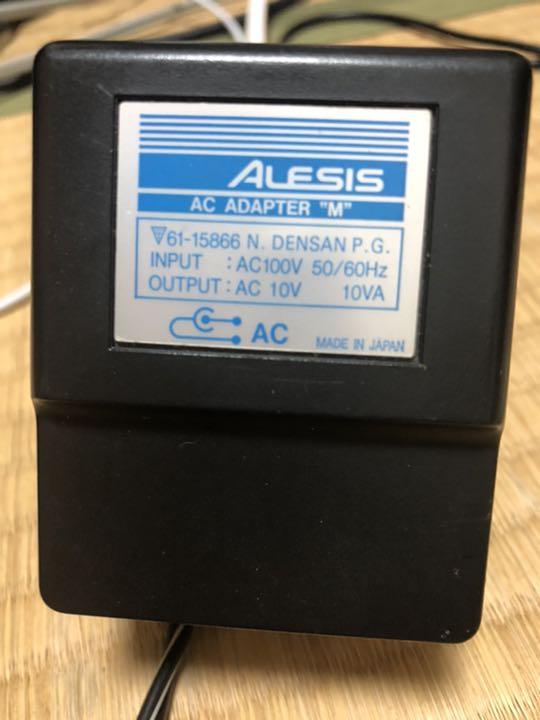 ALESIS
AC ADAPTER "M"
61-15866 N. DENSAN P.G.
INPUT : AC100V 50/60Hz
OUTPUT : AC 10V 10VA
AC
MADE IN JAPAN